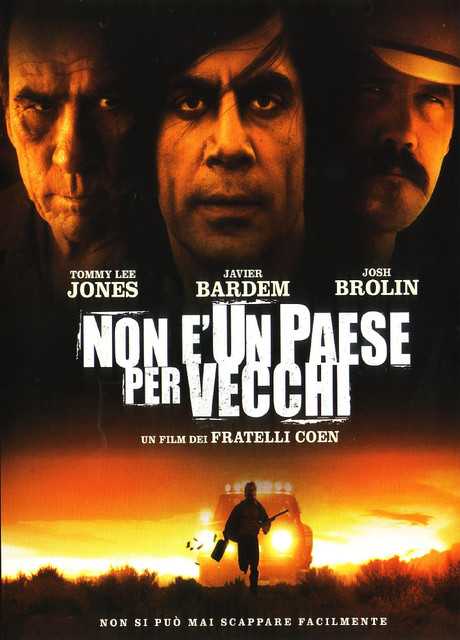 TOMMY LEE
JONES
JAVIER
BARDEM
JOSH
BROLIN
NON E' UN PAESE
PER VECCHI
UN FILM DEI FRATELLI COEN
NON SI PUÒ MAI SCAPPARE FACILMENTE